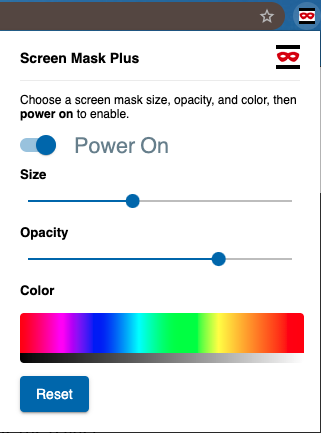 Screen Mask Plus
Choose a screen mask size, opacity, and color, then
power on to enable.
Power On
Size
Opacity
Color
Reset